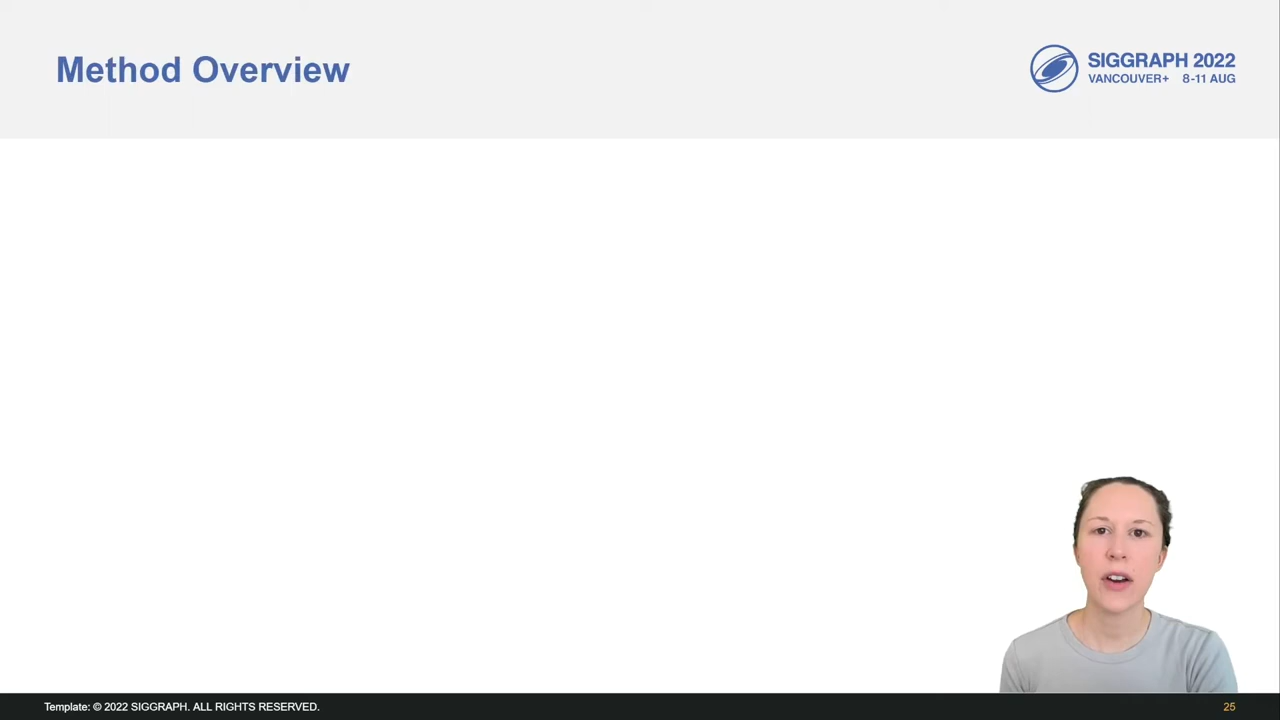 Method Overview
SIGGRAPH 2022
VANCOUVER+ 8-11 AUG
Template: © 2022 SIGGRAPH. ALL RIGHTS RESERVED.
25